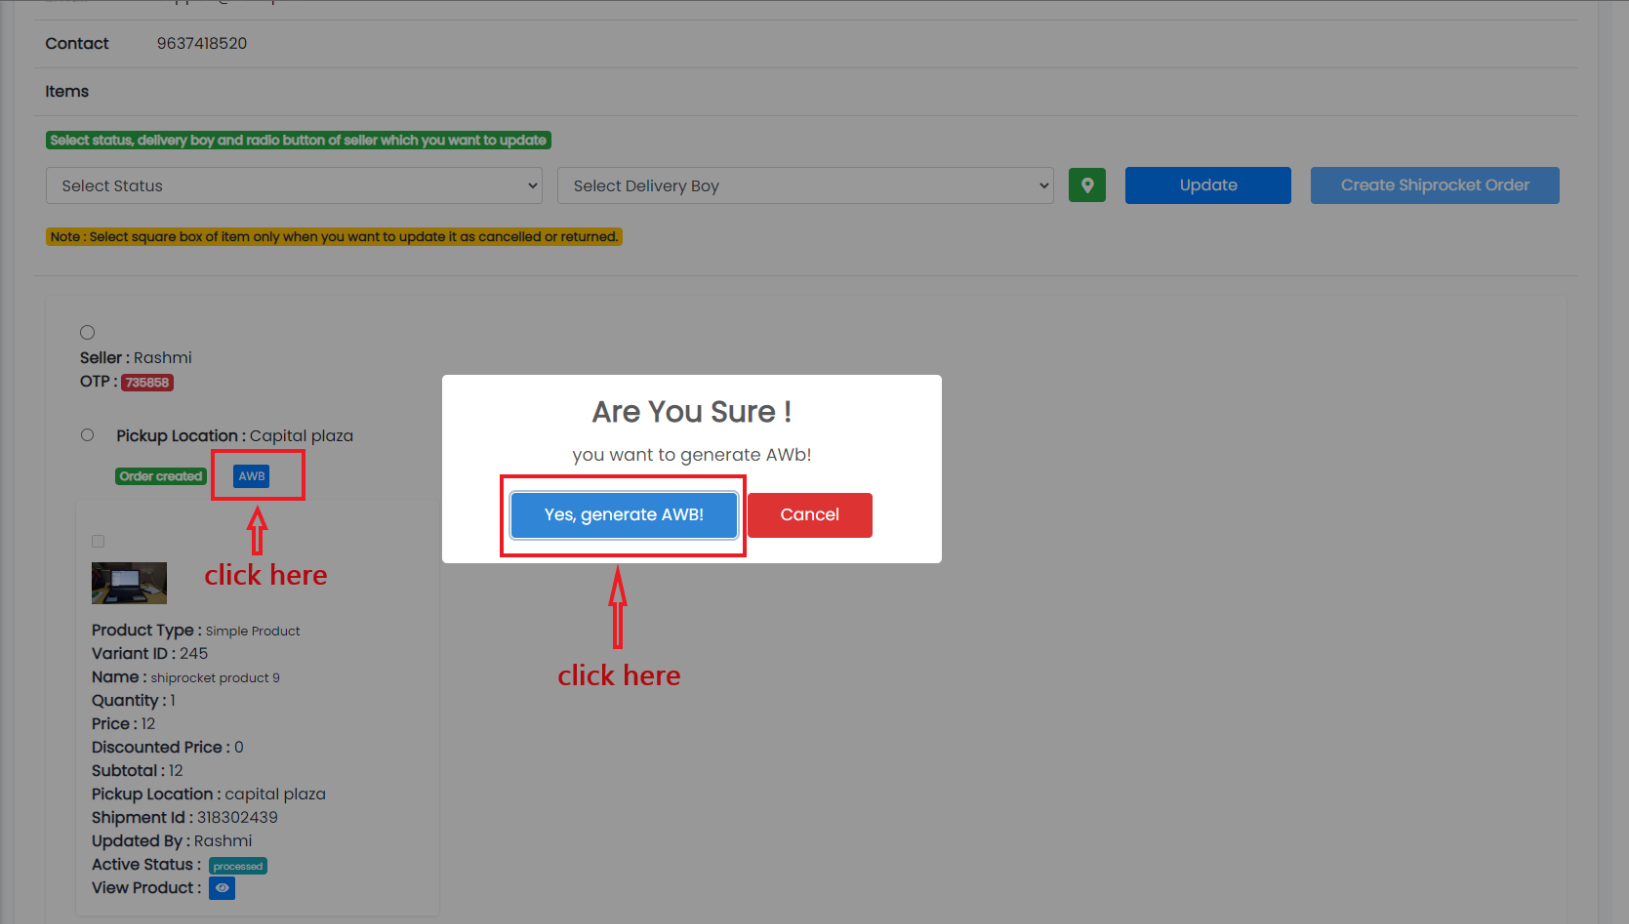 Contact 9637418520
Items
Select status, delivery boy and radio button of seller which you want to update
Select Status Select Delivery Boy Update Create Shiprocket Order
Note : Select square box of item only when you want to update it as cancelled or returned.
Seller : Rashmi
OTP : 735858
Pickup Location : Capital plaza
Order created AWB
click here
Are You Sure !
you want to generate AWb!
Yes, generate AWB! Cancel
click here
Product Type : Simple Product
Variant ID : 245
Name : shiprocket product 9
Quantity : 1
Price : 12
Discounted Price : 0
Subtotal : 12
Pickup Location : capital plaza
Shipment Id : 318302439
Updated By : Rashmi
Active Status : processed
View Product :